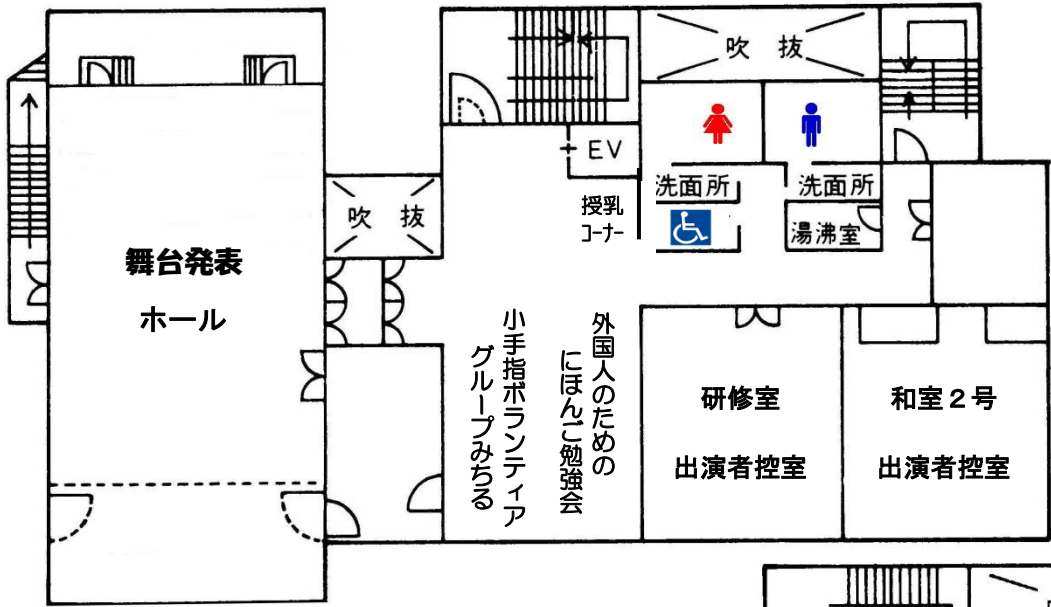 吹抜
EV
洗面所
洗面所
授乳
コーナー
湯沸室
吹抜
舞台発表
ホール
外国人のための
にほんご勉強会
小手指ボランティア
グループみちる
研修室
出演者控室
和室２号
出演者控室